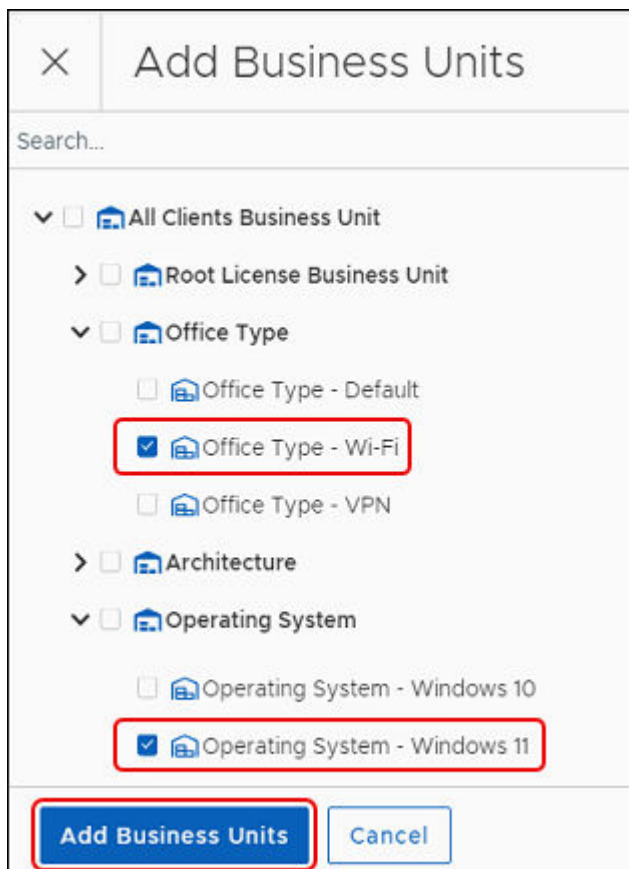 Add Business Units
Search...
All Clients Business Unit
Root License Business Unit
Office Type
Office Type - Default
Office Type - Wi-Fi
Office Type - VPN
Architecture
Operating System
Operating System - Windows 10
Operating System - Windows 11
Add Business Units
Cancel